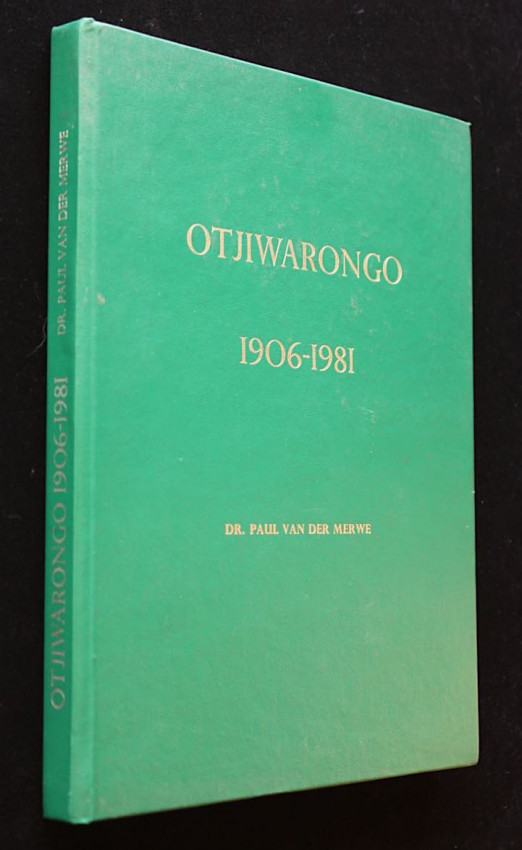 OTJIWARONGO
1906-1981
DR. PAUL VAN DER MERWE
OTJIWARONGO 1906-1981 DR. PAUL VAN DER MERWE